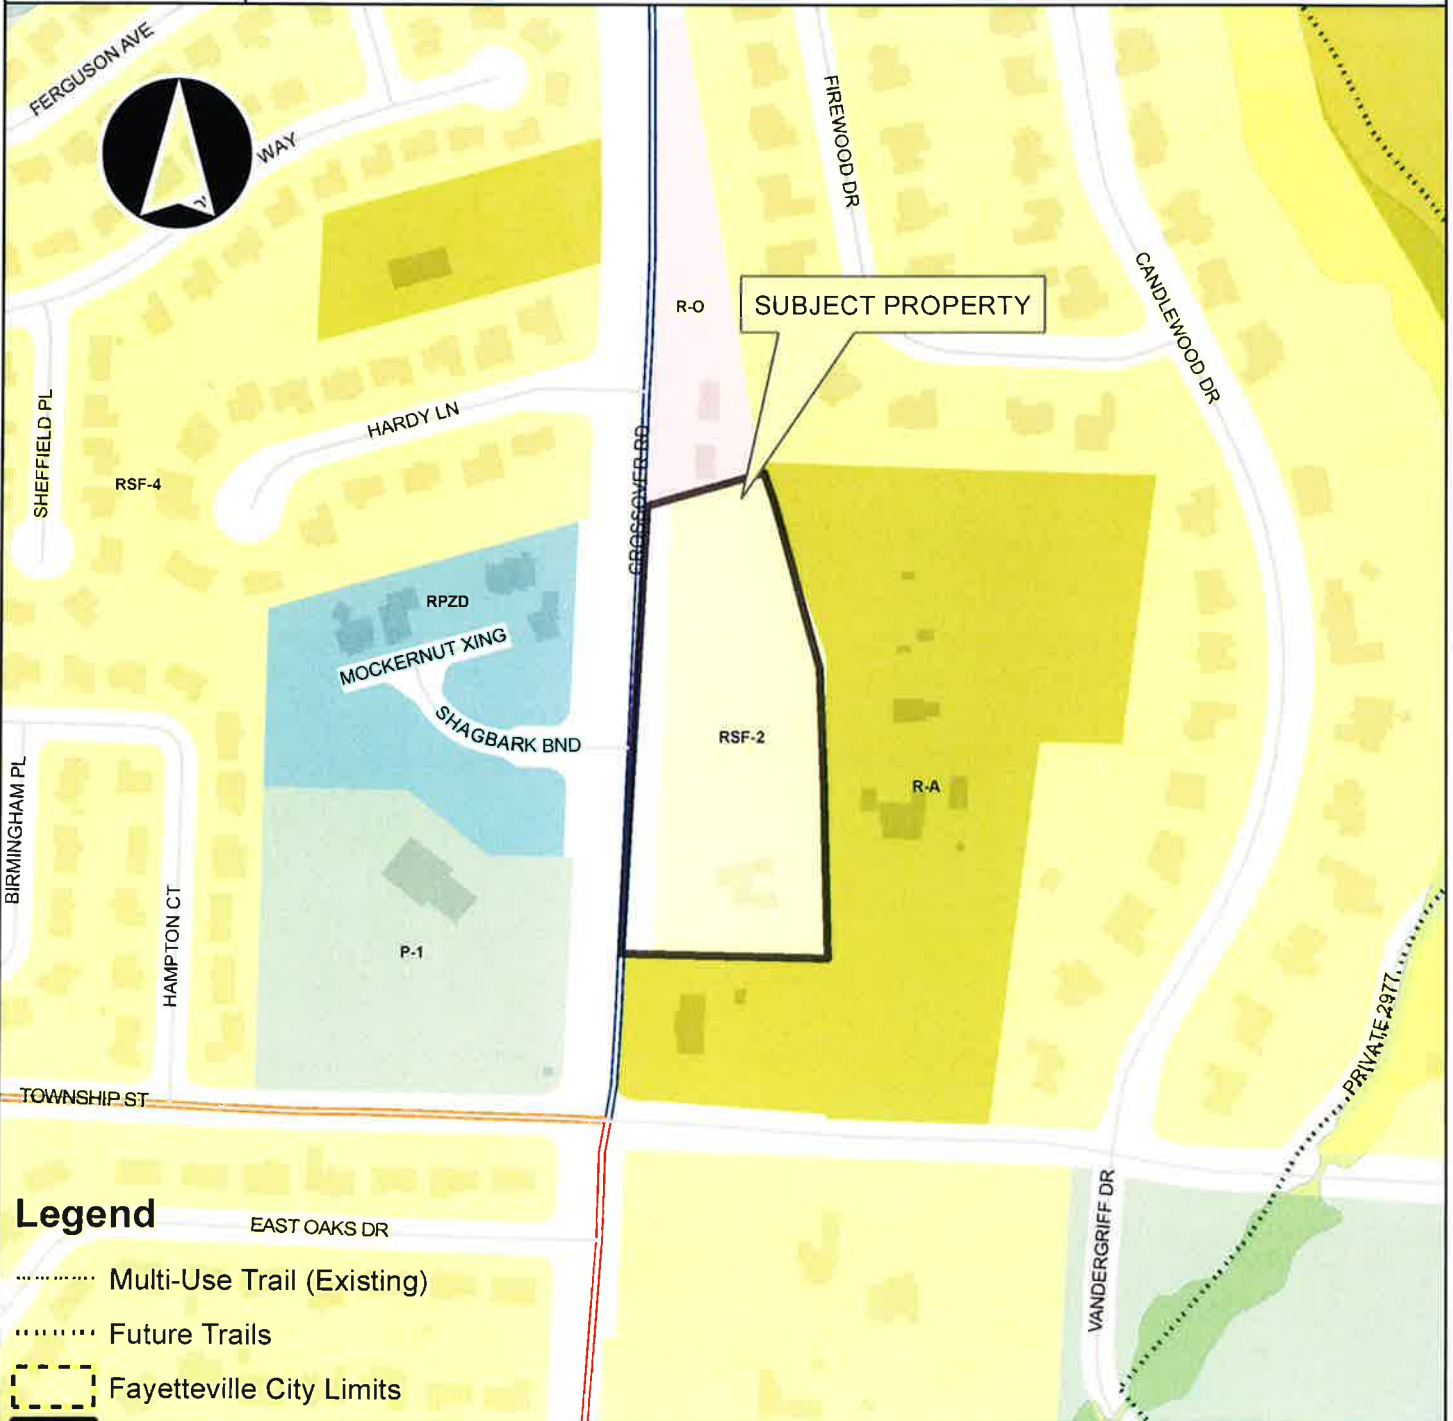 FERGUSON AVE
WAY
FIREWOOD DR
CANDLEWOOD DR
R-O
SUBJECT PROPERTY
SHEFFIELD PL
HARDY LN
RSF-4
CROSSOVER RD
RPZD
MOCKERNUT XING
SHAGBARK BND
RSF-2
R-A
BIRMINGHAM PL
HAMPTON CT
P-1
PRIVATE 2977
TOWNSHIP ST
VANDERGRIFF DR
EAST OAKS DR
Legend
Multi-Use Trail (Existing)
Future Trails
Fayetteville City Limits